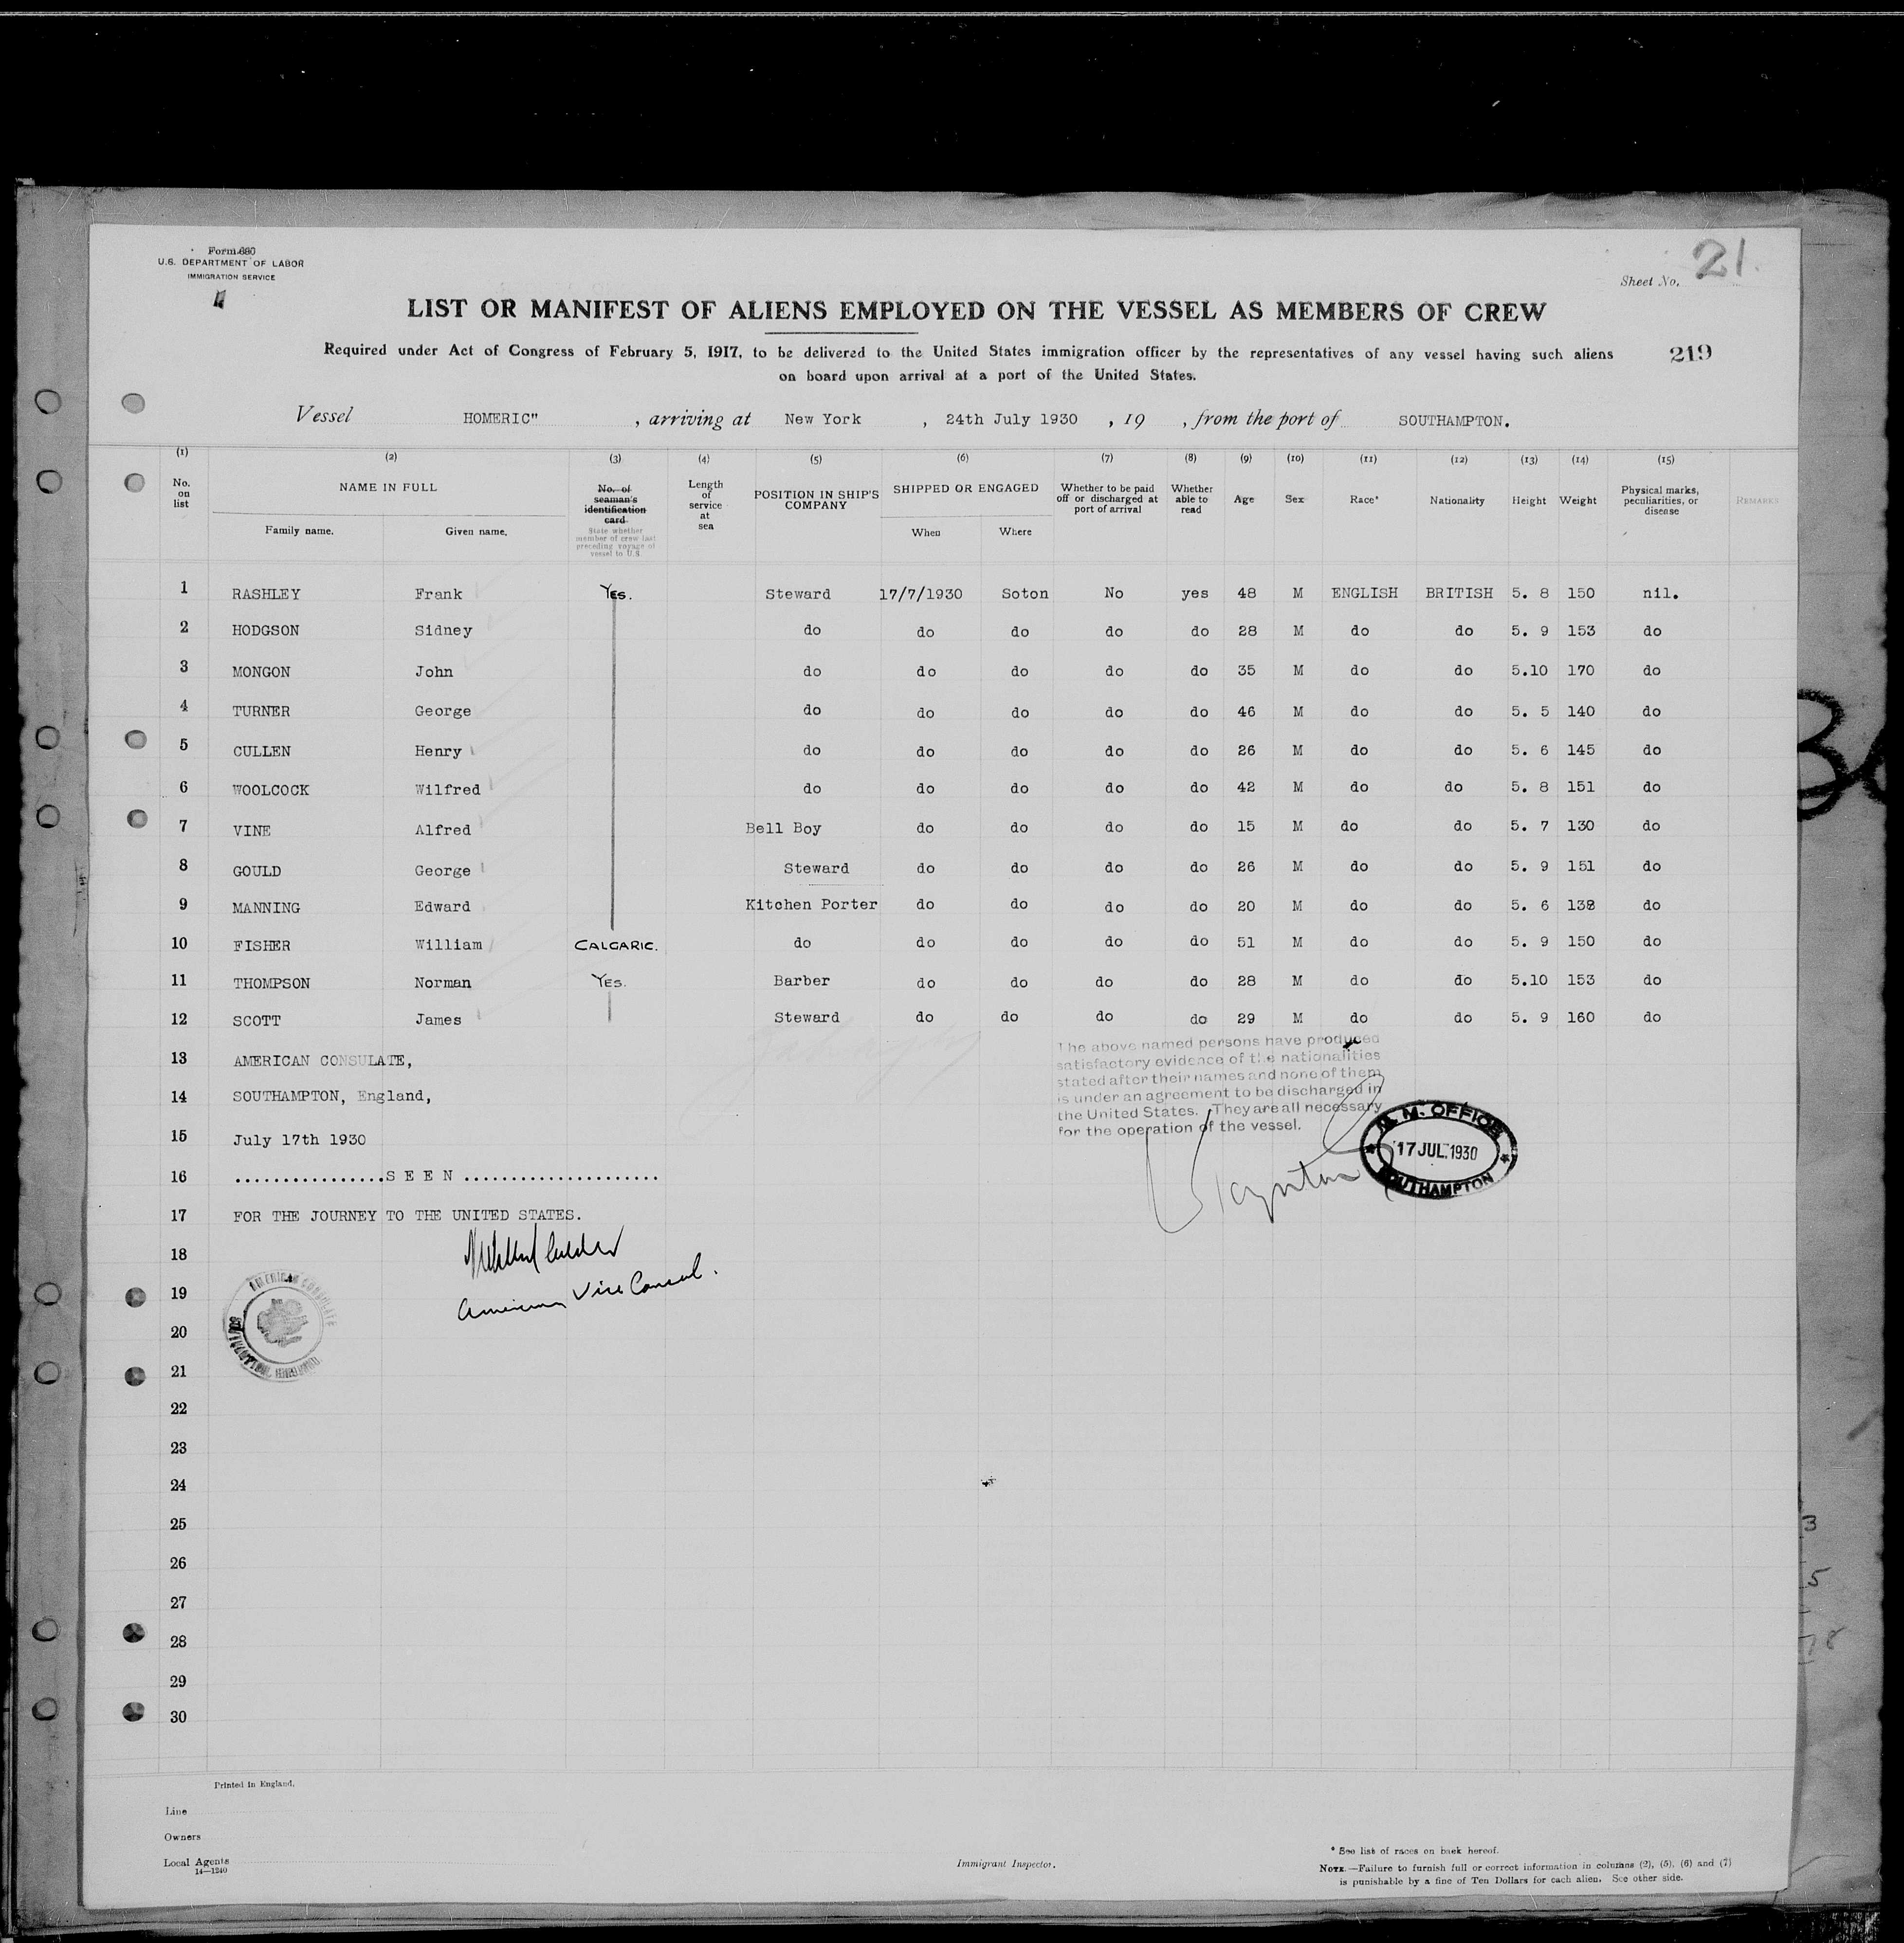 Form 680
U.S. DEPARTMENT OF LABOR
IMMIGRATION SERVICE
Sheet No. 21.
LIST OR MANIFEST OF ALIENS EMPLOYED ON THE VESSEL AS MEMBERS OF CREW
Required under Act of Congress of February 5, 1917, to be delivered to the United States immigration officer by the representatives of any vessel having such aliens
on board upon arrival at a port of the United States.
219
Vessel HOMERIC" , arriving at New York , 24th July 1930 , 19 , from the port of SOUTHAMPTON.
(1) (2) (3) (4) (5) (6) (7) (8) (9) (10) (11) (12) (13) (14) (15)
No. on list NAME IN FULL Family name. Given name. No. of seaman's identification card State whether member of crew last preceding voyage of vessel to U.S. Length of service at sea POSITION IN SHIP'S COMPANY SHIPPED OR ENGAGED When Where Whether to be paid off or discharged at port of arrival Whether able to read Age Sex Race* Nationality Height Weight Physical marks, peculiarities, or disease REMARKS
1 RASHLEY Frank YES. Steward 17/7/1930 Soton No yes 48 M ENGLISH BRITISH 5. 8 150 nil.
2 HODGSON Sidney do do do do do 28 M do do 5. 9 153 do
3 MONGON John do do do do do 35 M do do 5.10 170 do
4 TURNER George do do do do do 46 M do do 5. 5 140 do
5 CULLEN Henry do do do do do 26 M do do 5. 6 145 do
6 WOOLCOCK Wilfred do do do do do 42 M do do 5. 8 151 do
7 VINE Alfred Bell Boy do do do do 15 M do do 5. 7 130 do
8 GOULD George Steward do do do do 26 M do do 5. 9 151 do
9 MANNING Edward Kitchen Porter do do do do 20 M do do 5. 6 138 do
10 FISHER William CALGARIC. do do do do do 51 M do do 5. 9 150 do
11 THOMPSON Norman YES. Barber do do do do 28 M do do 5.10 153 do
12 SCOTT James Steward do do do do 29 M do do 5. 9 160 do
The above named persons have produced
satisfactory evidence of the nationalities
stated after their names and none of them
is under an agreement to be discharged in
the United States. They are all necessary
for the operation of the vessel.
M. M. OFFICE
17 JUL. 1930
SOUTHAMPTON
13 AMERICAN CONSULATE,
14 SOUTHAMPTON, England,
15 July 17th 1930
16 ................S E E N ....................
17 FOR THE JOURNEY TO THE UNITED STATES.
18
American Vice Consul.
19
AMERICAN CONSULATE
20
21
22
23
24
25
26
27
28
29
30
Printed in England.
Line
Owners
Local Agents
14—1240
Immigrant Inspector.
* See list of races on back hereof.
NOTE.—Failure to furnish full or correct information in columns (2), (5), (6) and (7)
is punishable by a fine of Ten Dollars for each alien. See other side.